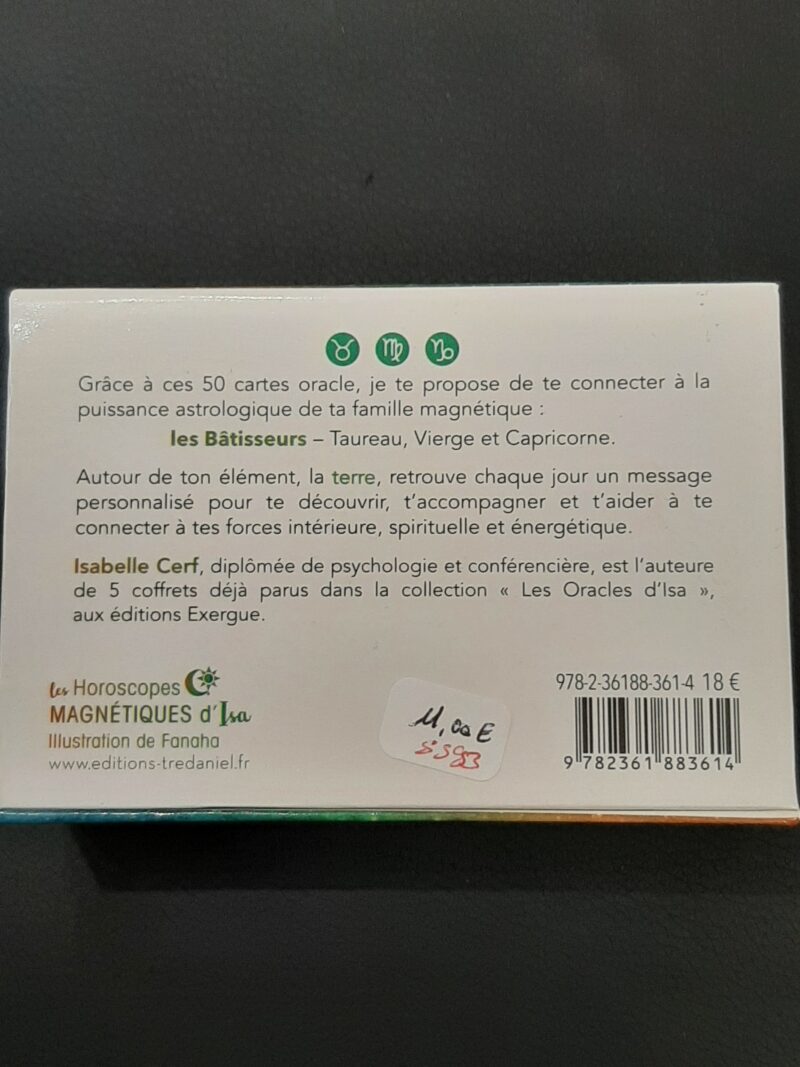 Grâce à ces 50 cartes oracle, je te propose de te connecter à la
puissance astrologique de ta famille magnétique :
les Bâtisseurs – Taureau, Vierge et Capricorne.
Autour de ton élément, la terre, retrouve chaque jour un message
personnalisé pour te découvrir, t'accompagner et t'aider à te
connecter à tes forces intérieure, spirituelle et énergétique.
Isabelle Cerf, diplômée de psychologie et conférencière, est l'auteure
de 5 coffrets déjà parus dans la collection « Les Oracles d'Isa »,
aux éditions Exergue.
les Horoscopes
MAGNÉTIQUES d'Isa
Illustration de Fanaha
www.editions-tredaniel.fr
11,00 €
978-2-36188-361-4 18 €
9 782361 883614